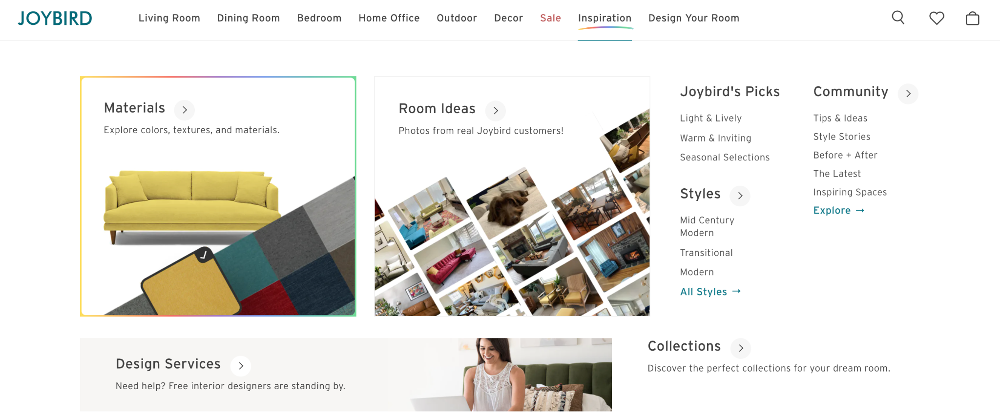 JOYBIRD
Living Room
Dining Room
Bedroom
Home Office
Outdoor
Decor
Sale
Inspiration
Design Your Room
Materials
Explore colors, textures, and materials.
Room Ideas
Photos from real Joybird customers!
Joybird's Picks
Light & Lively
Warm & Inviting
Seasonal Selections
Styles
Mid Century
Modern
Transitional
Modern
All Styles →
Community
Tips & Ideas
Style Stories
Before + After
The Latest
Inspiring Spaces
Explore →
Design Services
Need help? Free interior designers are standing by.
Collections
Discover the perfect collections for your dream room.